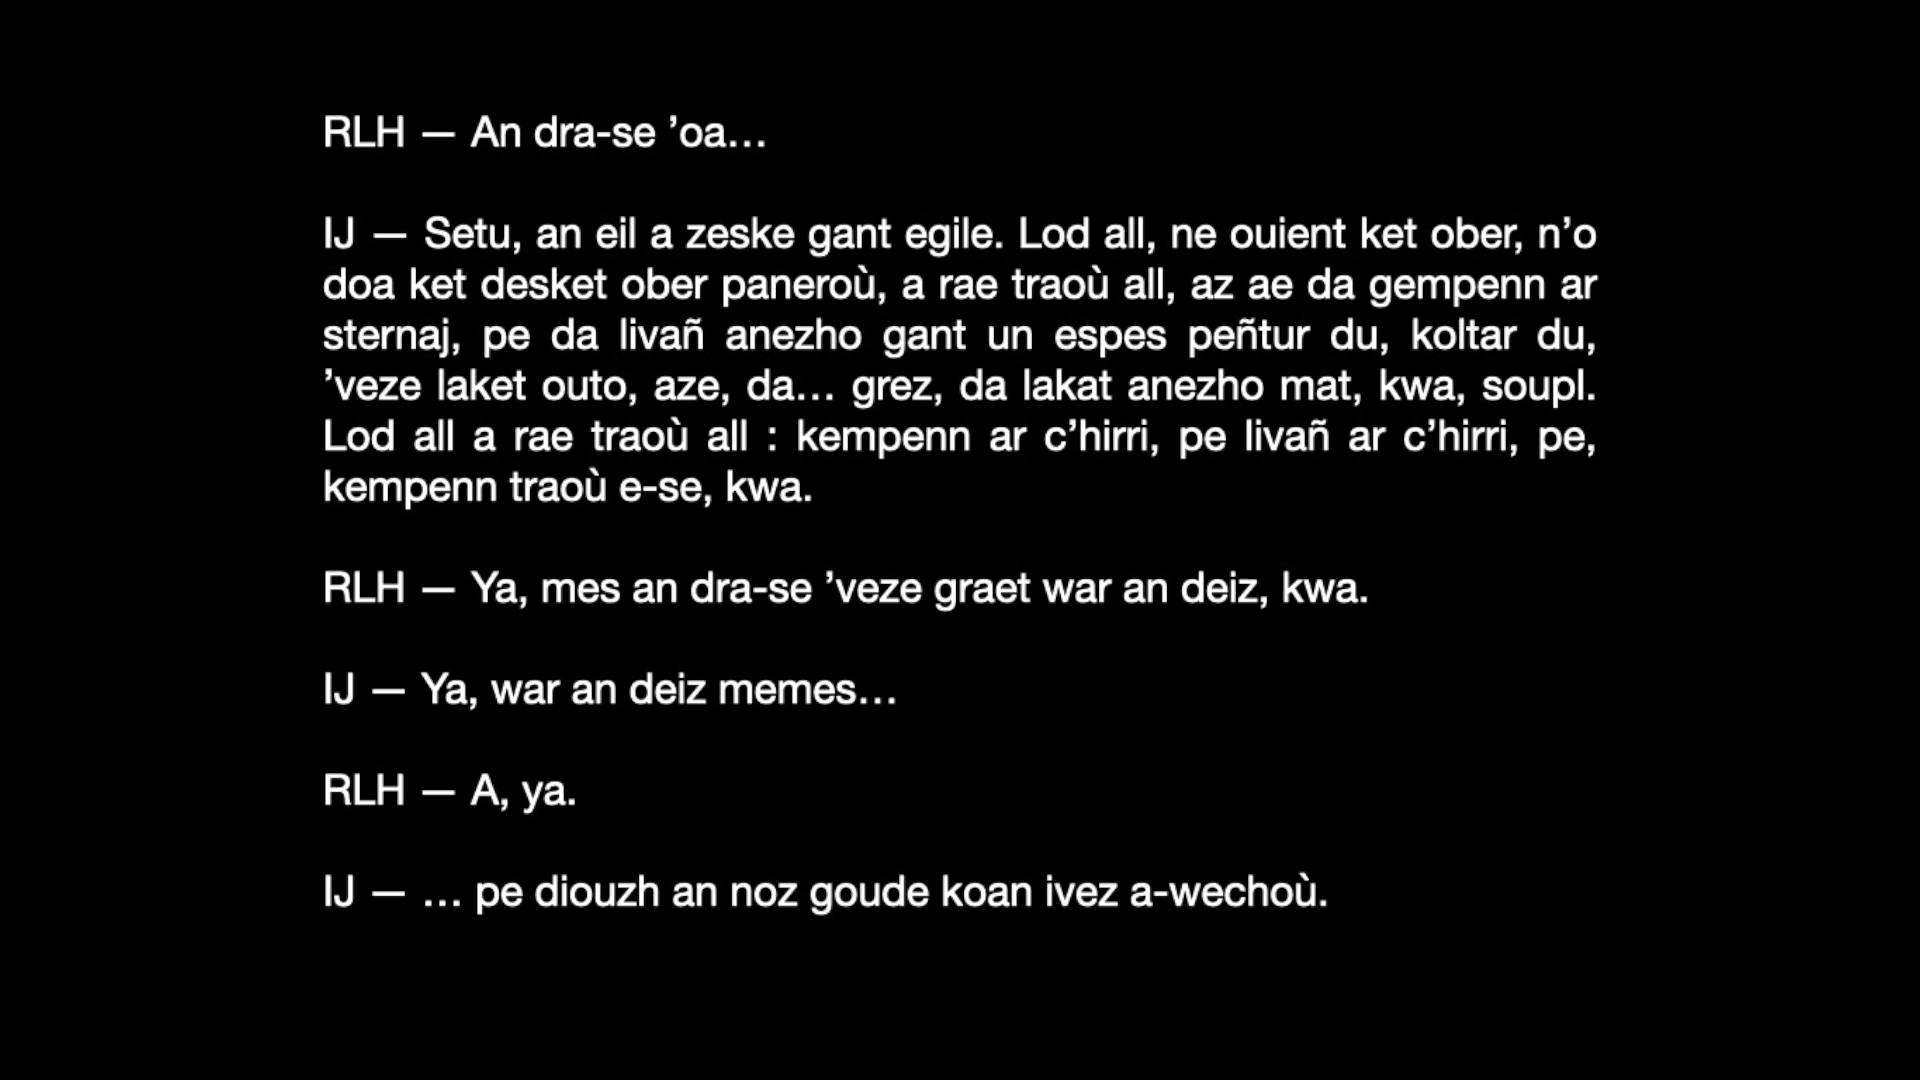 RLH — An dra-se ’oa…
IJ — Setu, an eil a zeske gant egile. Lod all, ne ouient ket ober, n’o
doa ket desket ober paneroù, a rae traoù all, az ae da gempenn ar
sternaj, pe da livañ anezho gant un espes peñtur du, koltar du,
’veze laket outo, aze, da… grez, da lakat anezho mat, kwa, soupl.
Lod all a rae traoù all : kempenn ar c’hirri, pe livañ ar c’hirri, pe,
kempenn traoù e-se, kwa.
RLH — Ya, mes an dra-se ’veze graet war an deiz, kwa.
IJ — Ya, war an deiz memes…
RLH — A, ya.
IJ — … pe diouzh an noz goude koan ivez a-wechoù.